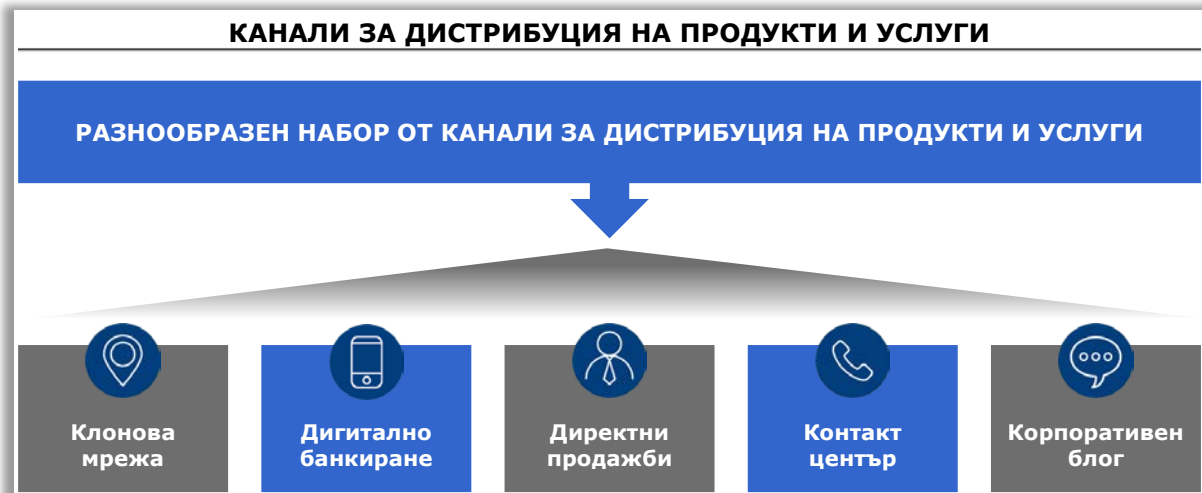 КАНАЛИ ЗА ДИСТРИБУЦИЯ НА ПРОДУКТИ И УСЛУГИ
РАЗНООБРАЗЕН НАБОР ОТ КАНАЛИ ЗА ДИСТРИБУЦИЯ НА ПРОДУКТИ И УСЛУГИ
Клонова
мрежа
Дигитално
банкиране
Директни
продажби
Контакт
център
Корпоративен
блог